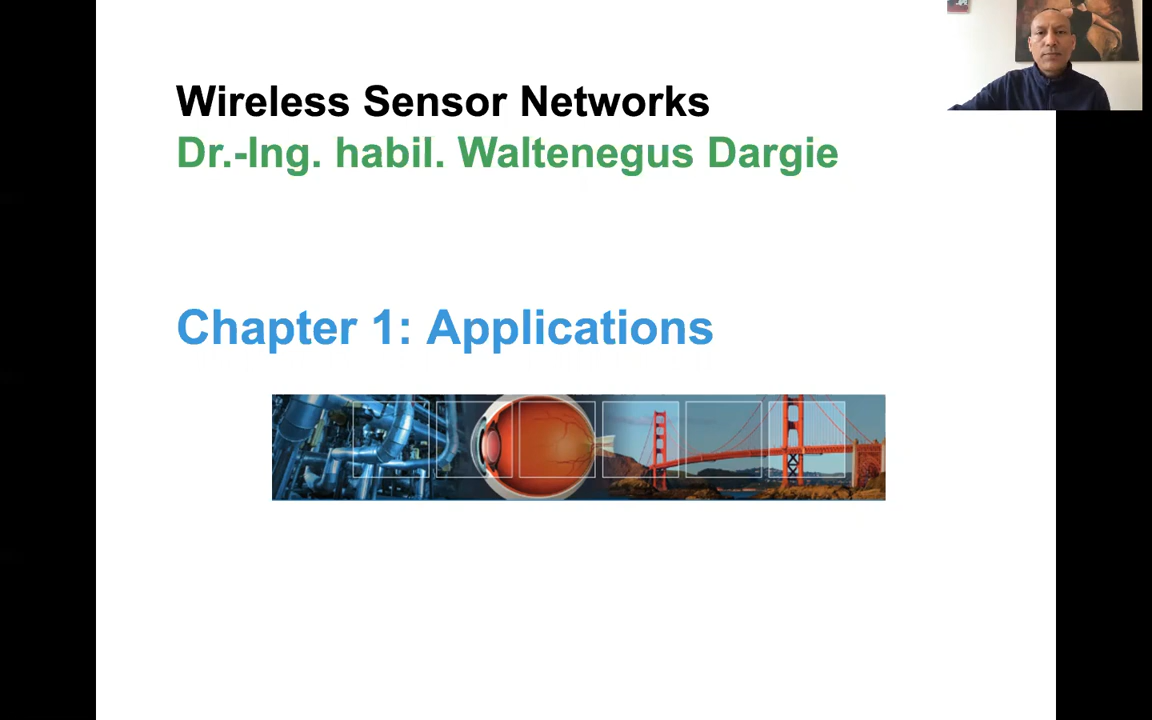 Wireless Sensor Networks
Dr.-Ing. habil. Waltenegus Dargie
Chapter 1: Applications